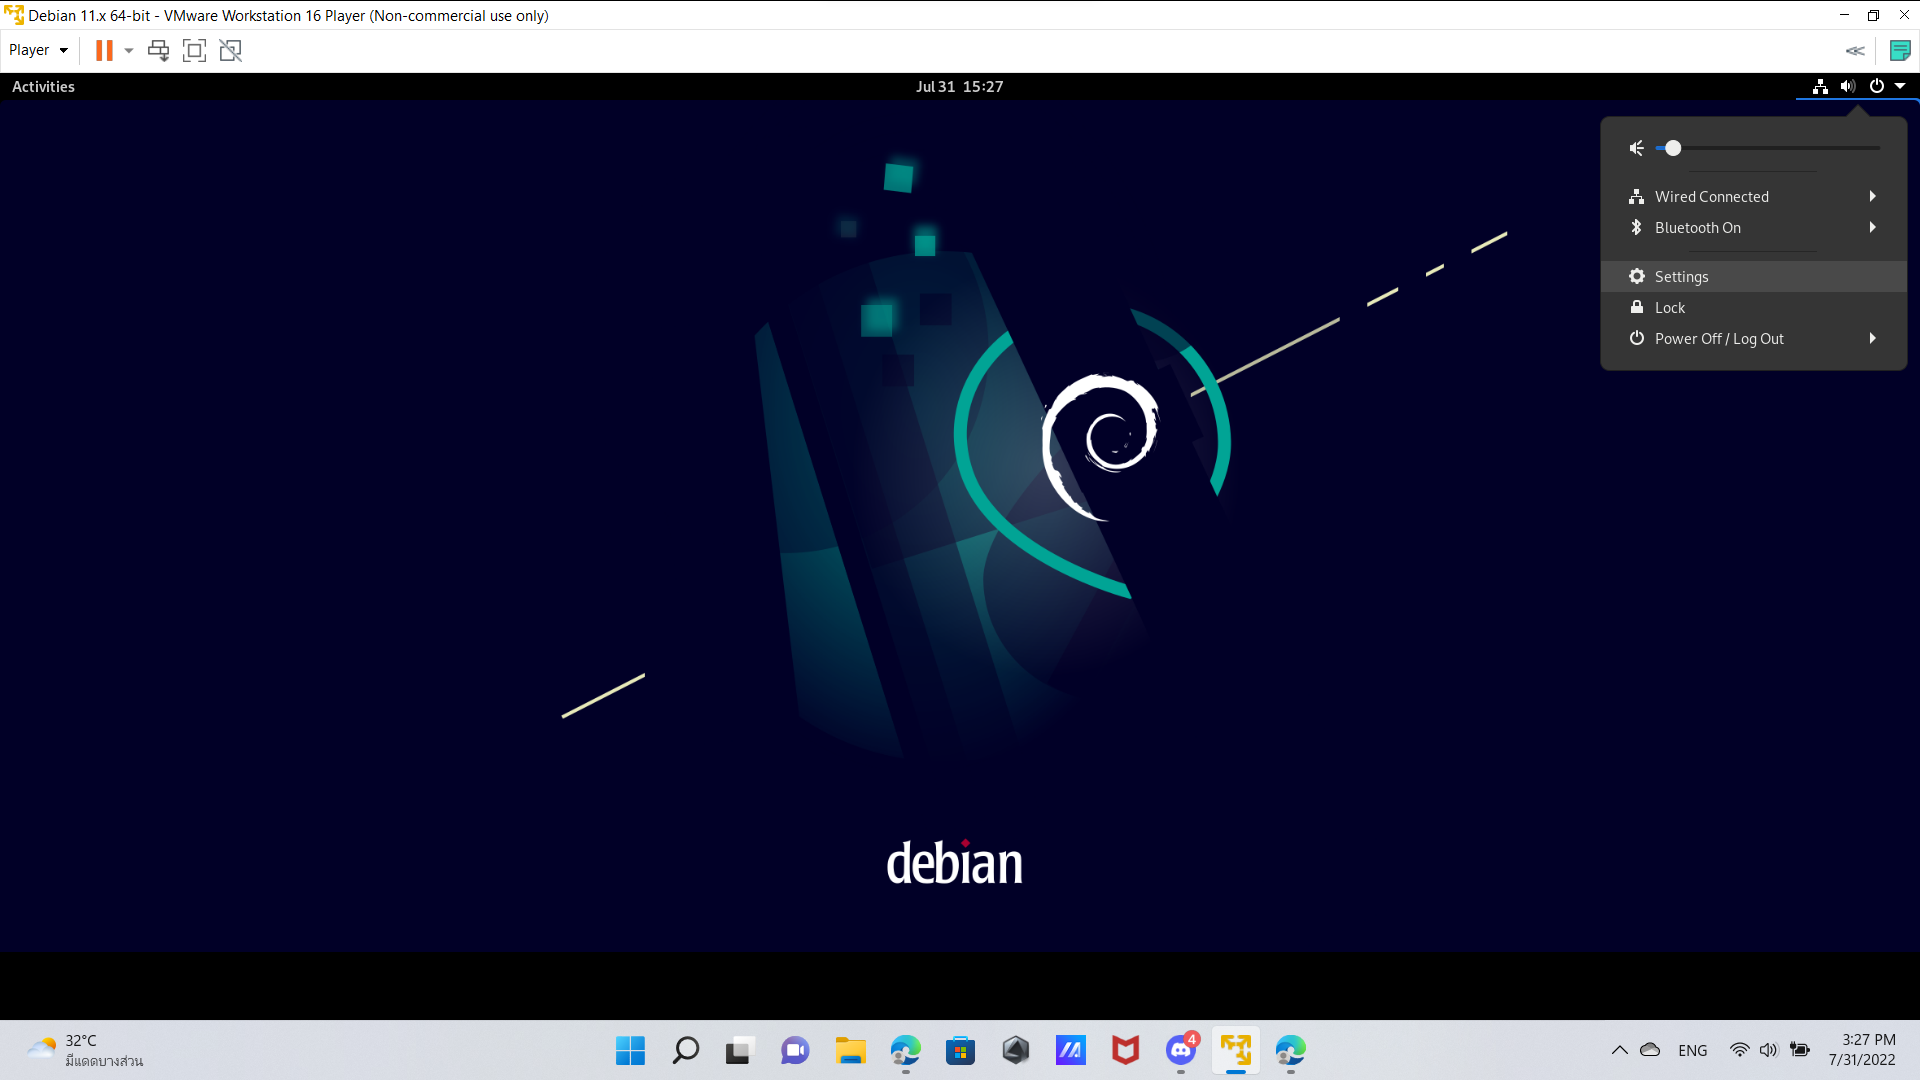 Debian 11.x 64-bit - VMware Workstation 16 Player (Non-commercial use only)
Player
Activities
Jul 31 15:27
Wired Connected
Bluetooth On
Settings
Lock
Power Off / Log Out
debian
32°C
มีแดดบางส่วน
4
ENG
3:27 PM
7/31/2022